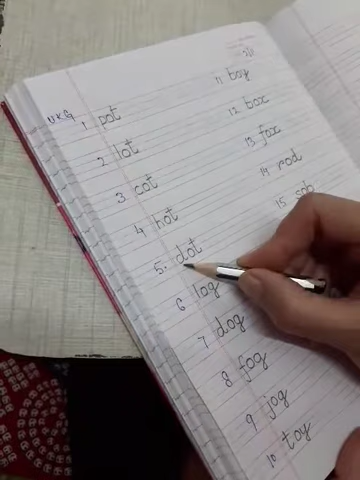 UKG
1 pot
2 lot
3 cot
4 hot
5. dot
6 log
7 dog
8 fog
9 jog
10 toy
11 boy
12 box
13 fox
14 rod
15 sob